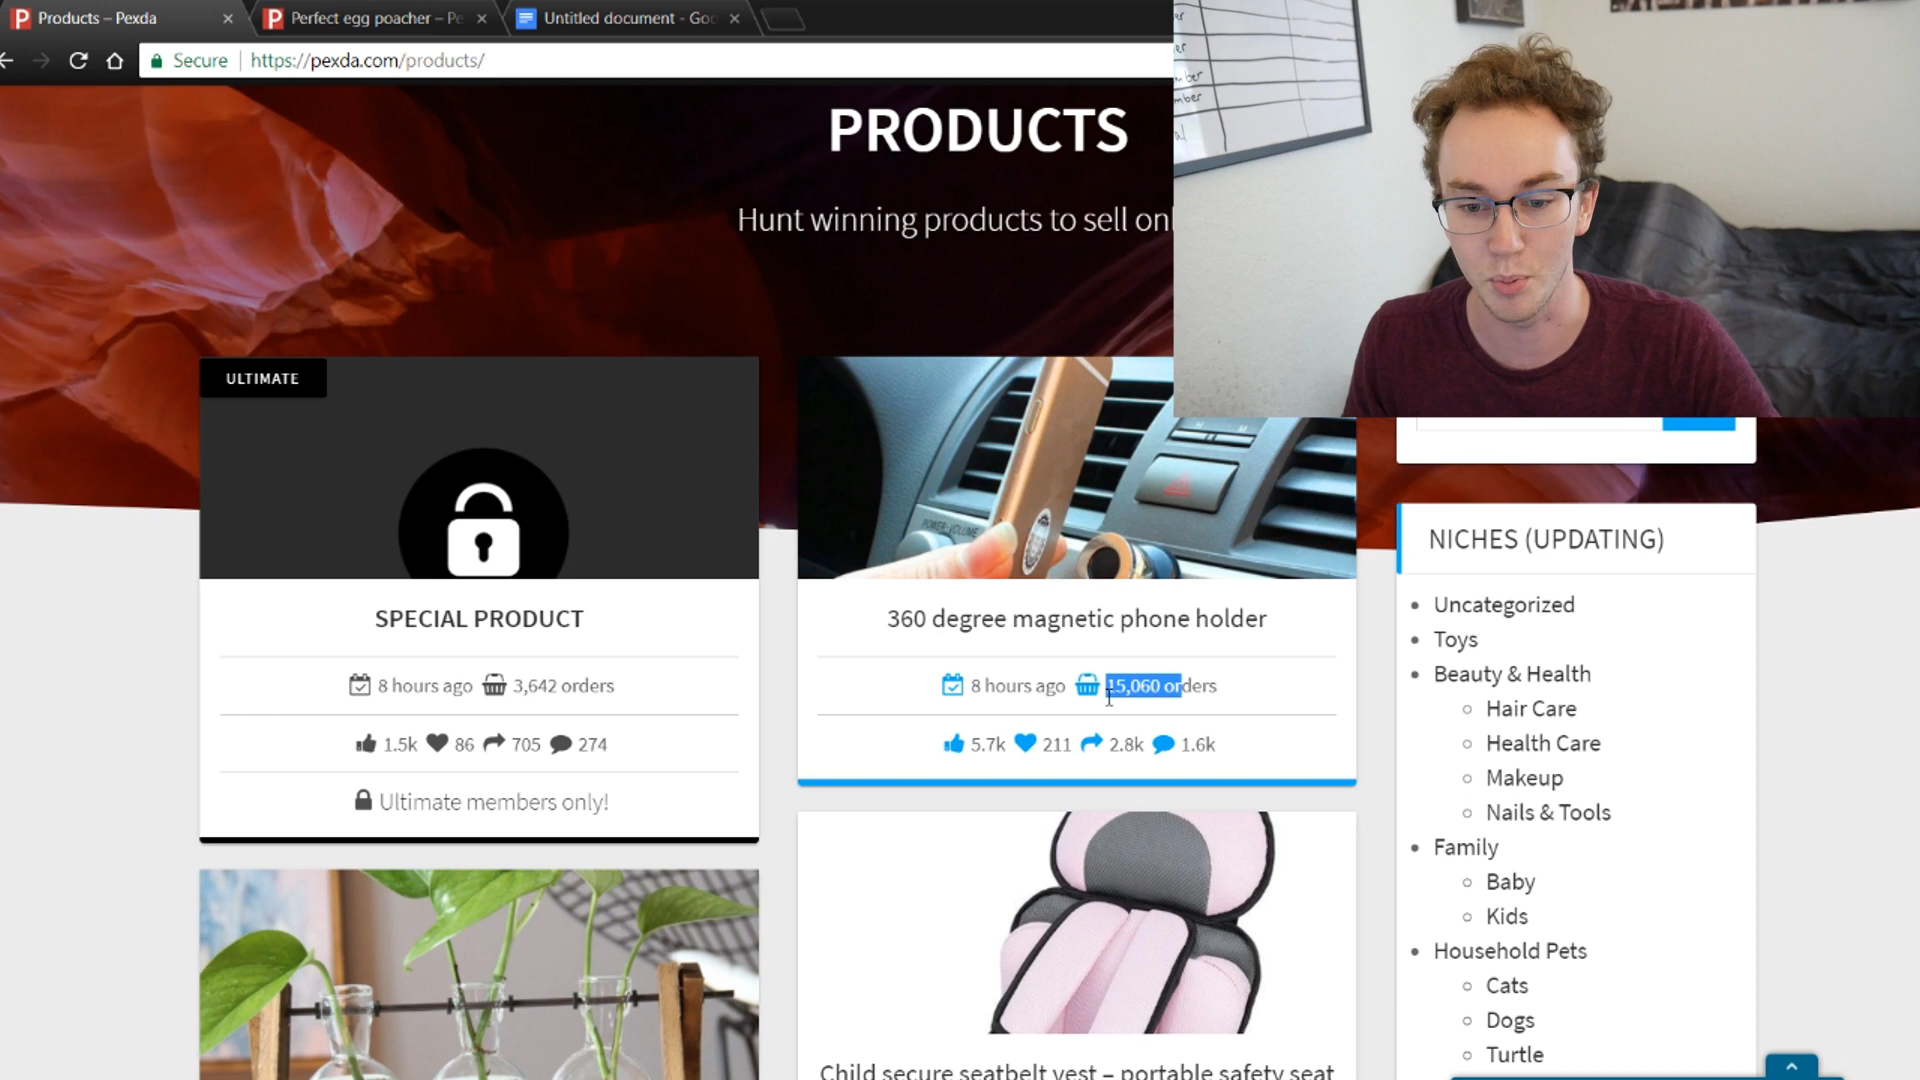 Products – Pexda
Perfect egg poacher – Pe
Untitled document - Goo
Secure
https://pexda.com/products/
PRODUCTS
Hunt winning products to sell onl
ULTIMATE
SPECIAL PRODUCT
8 hours ago 3,642 orders
1.5k 86 705 274
Ultimate members only!
POWER-VOLUME
360 degree magnetic phone holder
8 hours ago 15,060 orders
5.7k 211 2.8k 1.6k
Child secure seatbelt vest – portable safety seat
NICHES (UPDATING)
Uncategorized
Toys
Beauty & Health
Hair Care
Health Care
Makeup
Nails & Tools
Family
Baby
Kids
Household Pets
Cats
Dogs
Turtle